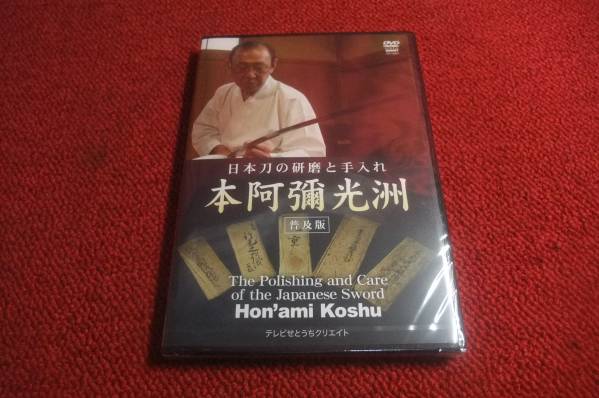 DVD
日本刀の研磨と手入れ
本阿彌光洲
普及版
The Polishing and Care
of the Japanese Sword
Hon'ami Koshu
テレビせとうちクリエイト